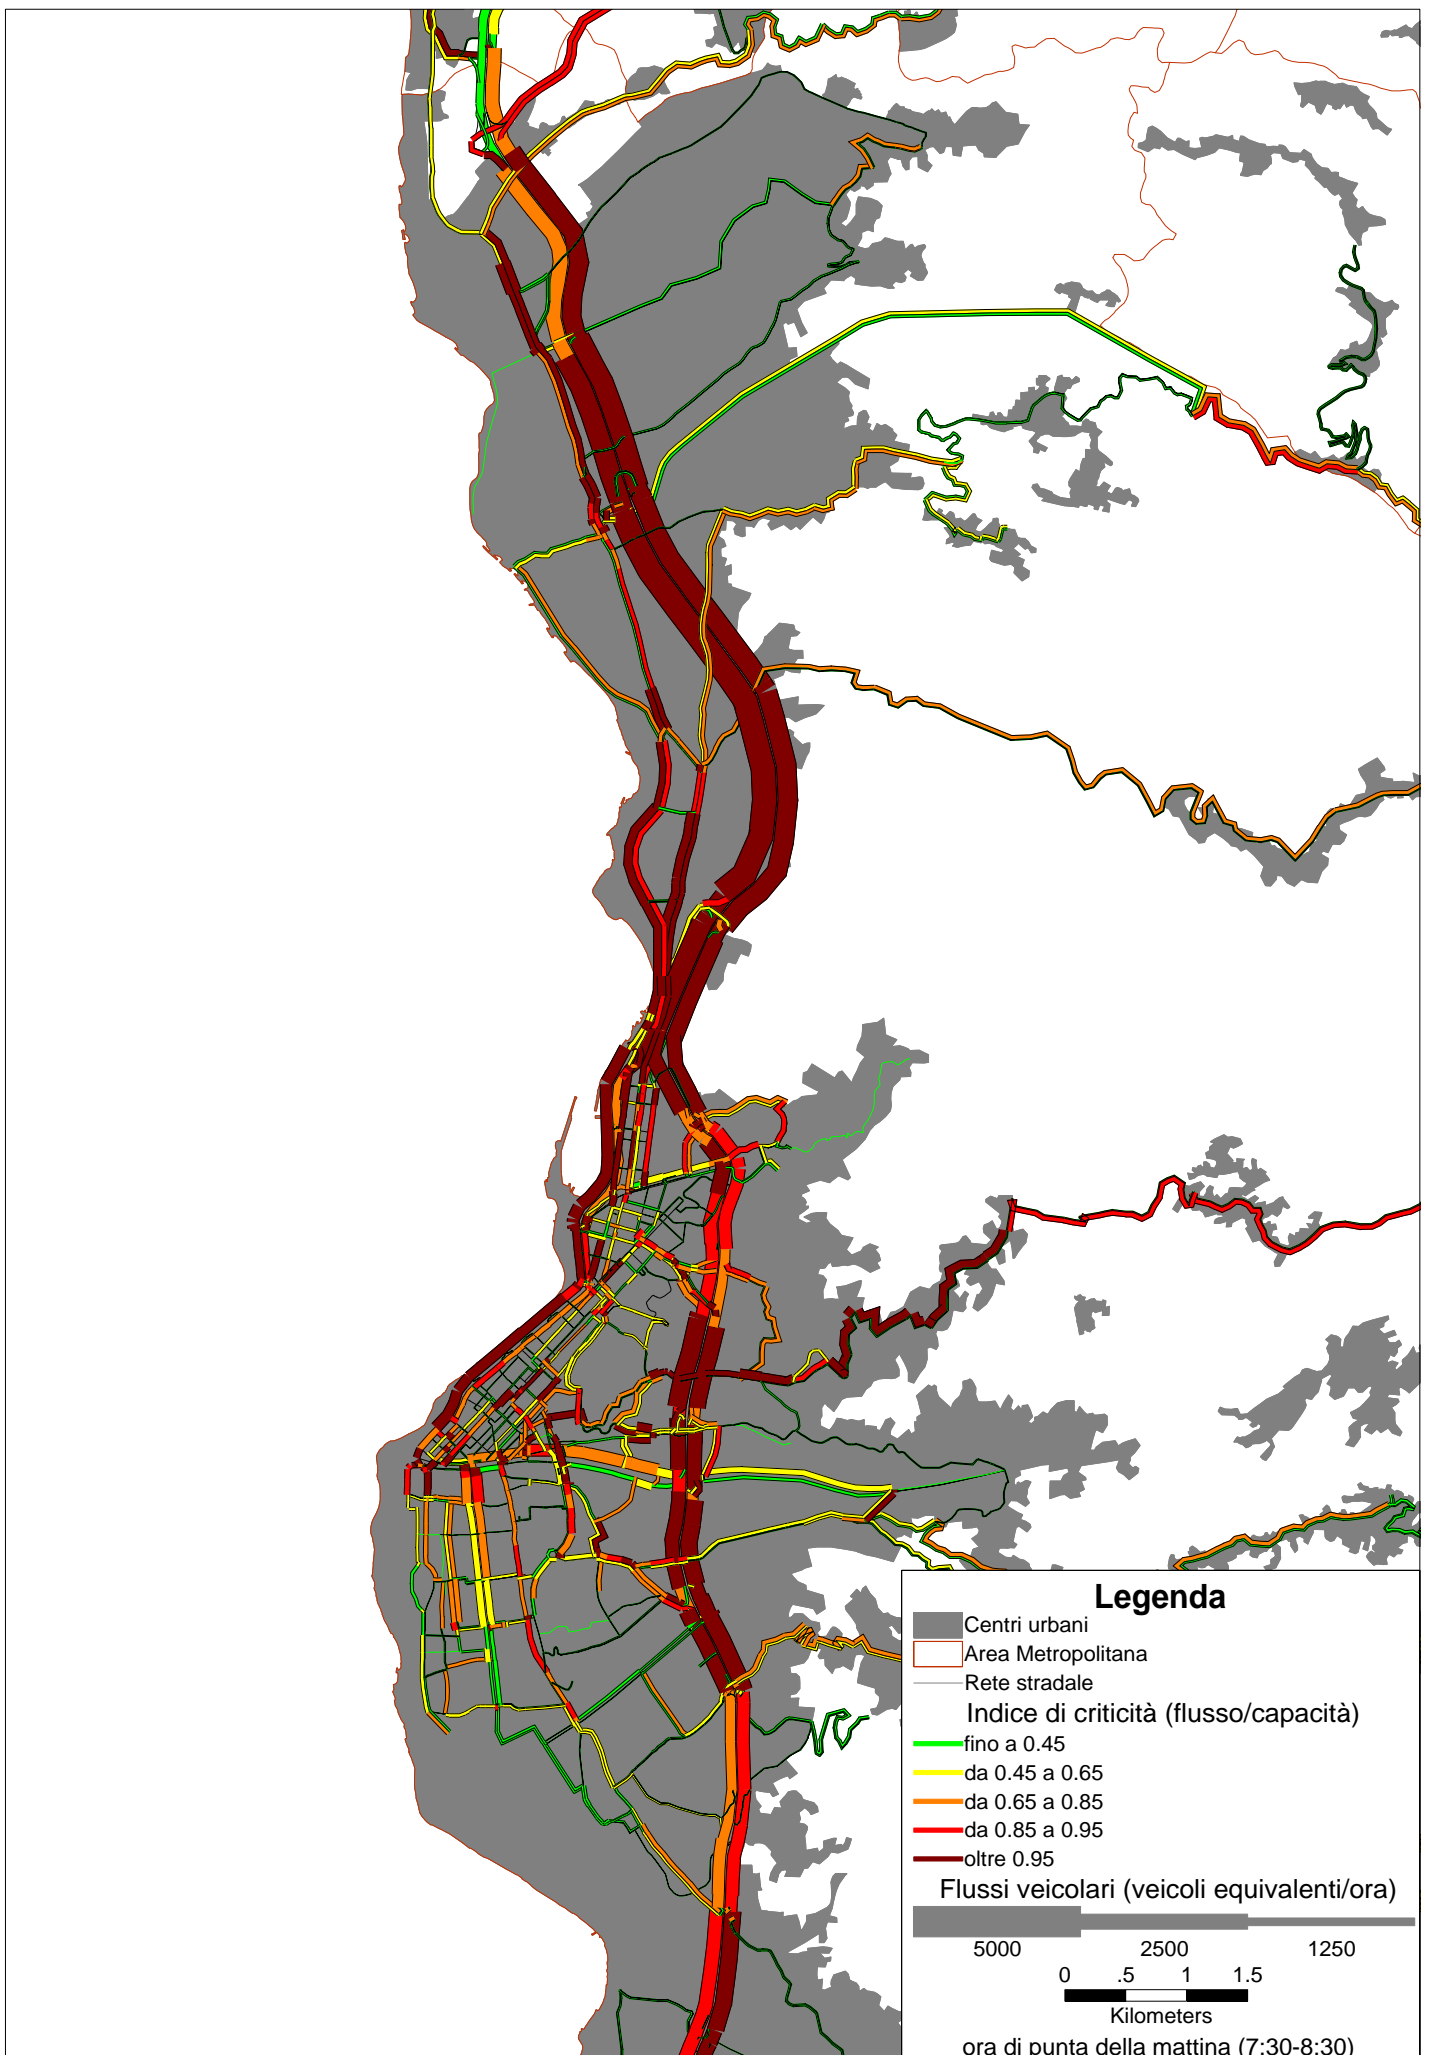 Legenda
Centri urbani
Area Metropolitana
Rete stradale
Indice di criticità (flusso/capacità)
fino a 0.45
da 0.45 a 0.65
da 0.65 a 0.85
da 0.85 a 0.95
oltre 0.95
Flussi veicolari (veicoli equivalenti/ora)
5000 2500 1250
0 .5 1 1.5
Kilometers
ora di punta della mattina (7:30-8:30)